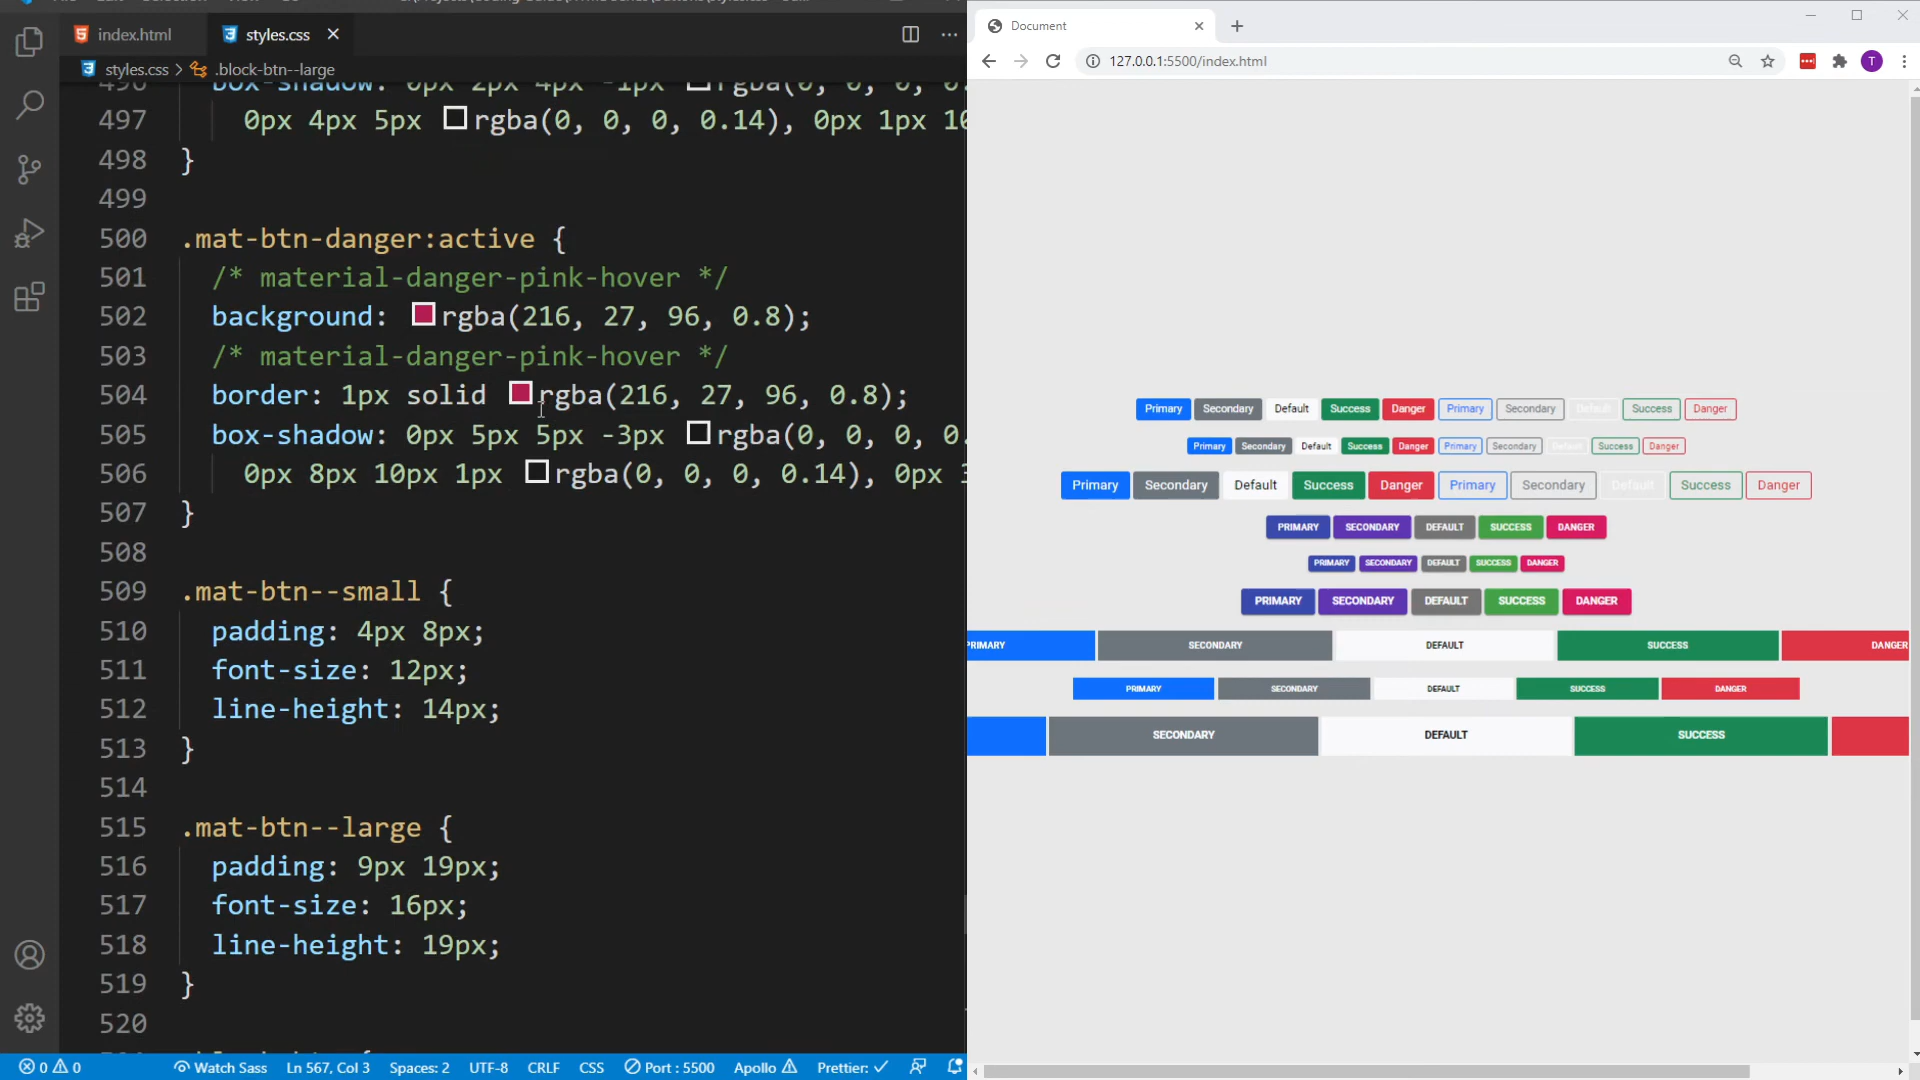 index.html
styles.css
styles.css > .block-btn--large
497 0px 4px 5px rgba(0, 0, 0, 0.14), 0px 1px 10
498 }
499
500 .mat-btn-danger:active {
501 /* material-danger-pink-hover */
502 background: rgba(216, 27, 96, 0.8);
503 /* material-danger-pink-hover */
504 border: 1px solid rgba(216, 27, 96, 0.8);
505 box-shadow: 0px 5px 5px -3px rgba(0, 0, 0, 0.
506 0px 8px 10px 1px rgba(0, 0, 0, 0.14), 0px 3
507 }
508
509 .mat-btn--small {
510 padding: 4px 8px;
511 font-size: 12px;
512 line-height: 14px;
513 }
514
515 .mat-btn--large {
516 padding: 9px 19px;
517 font-size: 16px;
518 line-height: 19px;
519 }
520
0 0 Watch Sass Ln 567, Col 3 Spaces: 2 UTF-8 CRLF CSS Port : 5500 Apollo Prettier:
Document
127.0.0.1:5500/index.html
T
Primary Secondary Default Success Danger Primary Secondary Default Success Danger
Primary Secondary Default Success Danger Primary Secondary Default Success Danger
Primary Secondary Default Success Danger Primary Secondary Default Success Danger
PRIMARY SECONDARY DEFAULT SUCCESS DANGER
PRIMARY SECONDARY DEFAULT SUCCESS DANGER
PRIMARY SECONDARY DEFAULT SUCCESS DANGER
PRIMARY SECONDARY DEFAULT SUCCESS DANGER
PRIMARY SECONDARY DEFAULT SUCCESS DANGER
SECONDARY DEFAULT SUCCESS